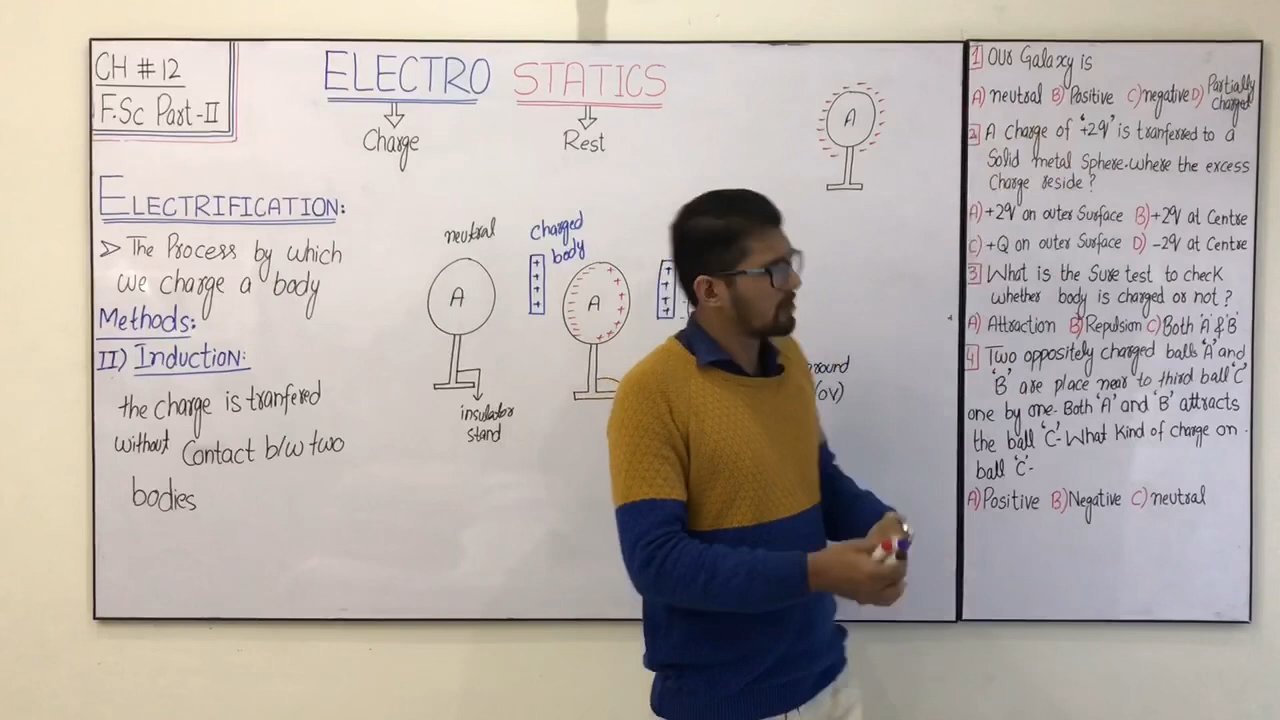 CH # 12
F.Sc Part-II
ELECTRO STATICS
Charge
Rest
ELECTRIFICATION:
➢ The Process by which
we charge a body
Methods:
II) Induction:
the charge is tranfered
without Contact b/w two
bodies
neutral
A
insulator
stand
charged
body
+
+
+
+
A
+
+
+
+
(0V)
A
1 Our Galaxy is
A) neutral B) Positive C) negative D) Partially charged
2 A charge of '+2q' is tranferred to a
Solid metal Sphere. Where the excess
Charge reside?
A) +2q on outer Surface B) +2q at Centre
C) +Q on outer Surface D) -2q at Centre
3 What is the Sure test to check
whether body is charged or not?
A) Attraction B) Repulsion C) Both 'A' & 'B'
4 Two oppositely charged balls 'A' and
'B' are place near to third ball 'C'
one by one. Both 'A' and 'B' attracts
the ball 'C'- What Kind of charge on
ball 'C'-
A) Positive B) Negative C) neutral